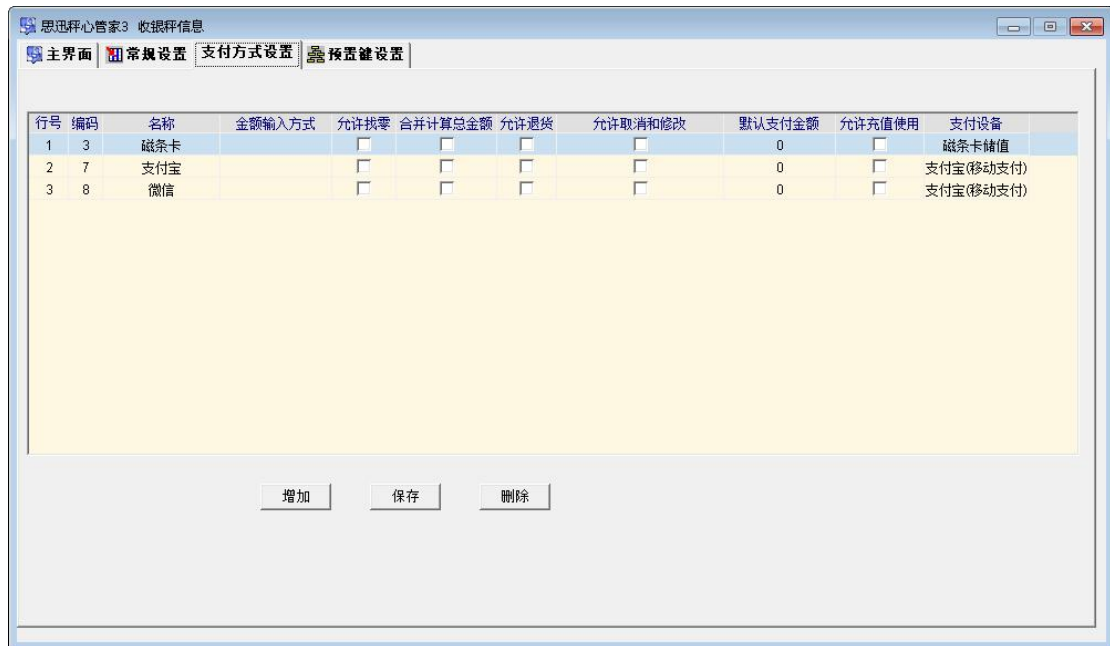 思迅秤心管家3 收银秤信息
主界面 常规设置 支付方式设置 预置键设置
行号 编码 名称 金额输入方式 允许找零 合并计算总金额 允许退货 允许取消和修改 默认支付金额 允许充值使用 支付设备
1 3 磁条卡 0 磁条卡储值
2 7 支付宝 0 支付宝(移动支付)
3 8 微信 0 支付宝(移动支付)
增加 保存 删除